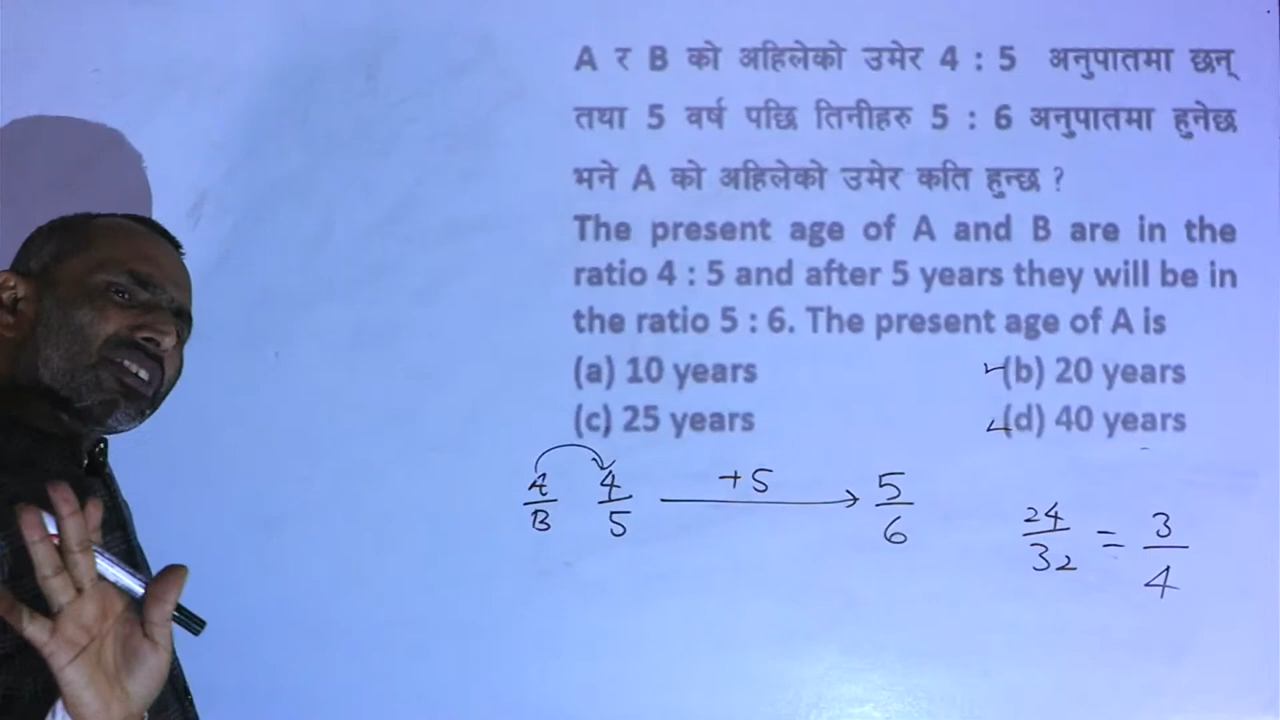 A र B को अहिलेको उमेर 4 : 5 अनुपातमा छन्
तथा 5 वर्ष पछि तिनीहरु 5 : 6 अनुपातमा हुनेछ
भने A को अहिलेको उमेर कति हुन्छ ?
The present age of A and B are in the
ratio 4 : 5 and after 5 years they will be in
the ratio 5 : 6. The present age of A is
(a) 10 years (b) 20 years
(c) 25 years (d) 40 years
A/B 4/5 +5 → 5/6
24/32 = 3/4